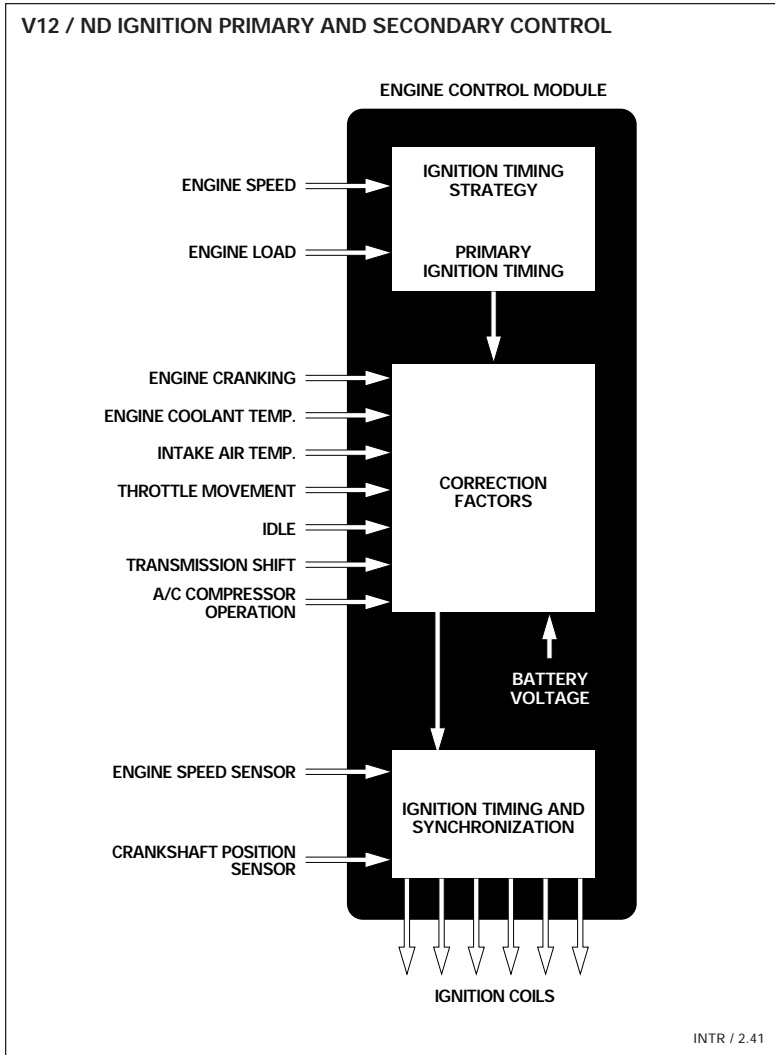 V12 / ND IGNITION PRIMARY AND SECONDARY CONTROL
ENGINE CONTROL MODULE
ENGINE SPEED
IGNITION TIMING
STRATEGY
ENGINE LOAD
PRIMARY
IGNITION TIMING
ENGINE CRANKING
ENGINE COOLANT TEMP.
INTAKE AIR TEMP.
THROTTLE MOVEMENT
IDLE
TRANSMISSION SHIFT
A/C COMPRESSOR
OPERATION
CORRECTION
FACTORS
BATTERY
VOLTAGE
ENGINE SPEED SENSOR
CRANKSHAFT POSITION
SENSOR
IGNITION TIMING AND
SYNCHRONIZATION
IGNITION COILS
INTR / 2.41